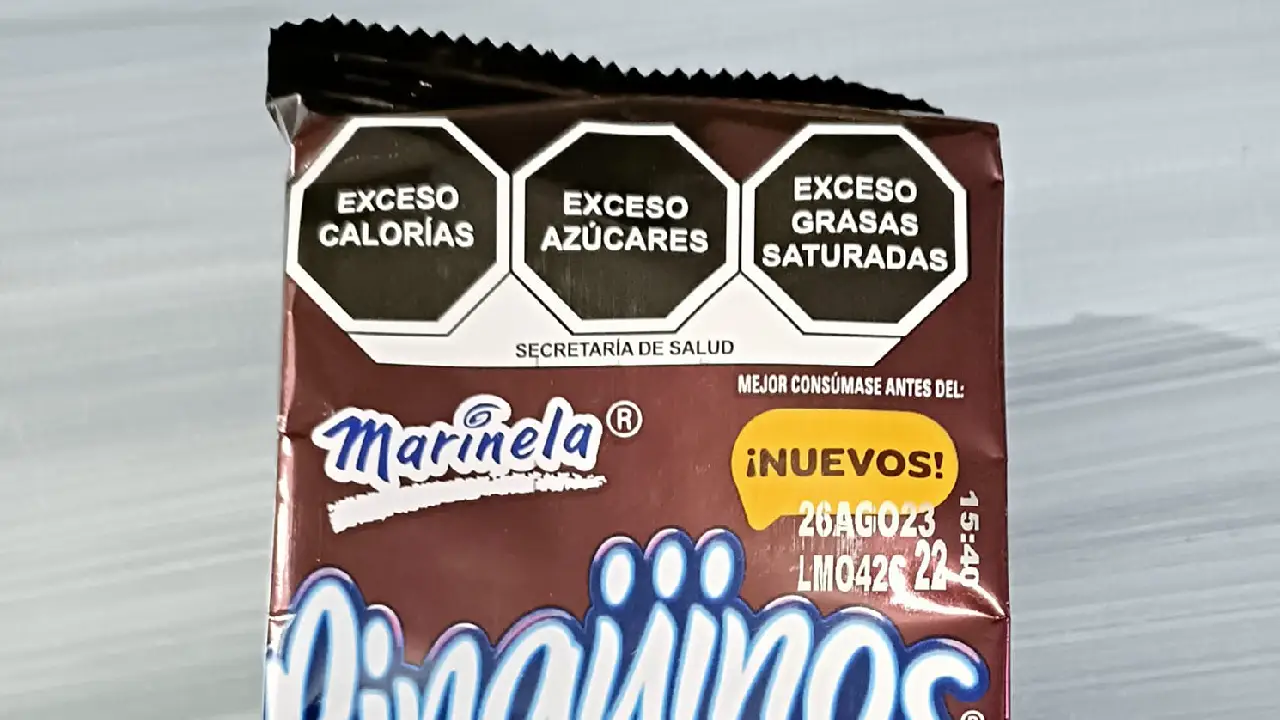 EXCESO
CALORÍAS
EXCESO
AZÚCARES
EXCESO
GRASAS
SATURADAS
SECRETARÍA DE SALUD
MEJOR CONSÚMASE ANTES DEL:
Marinela®
¡NUEVOS!
26AGO23
15:40
22
Pingüinos